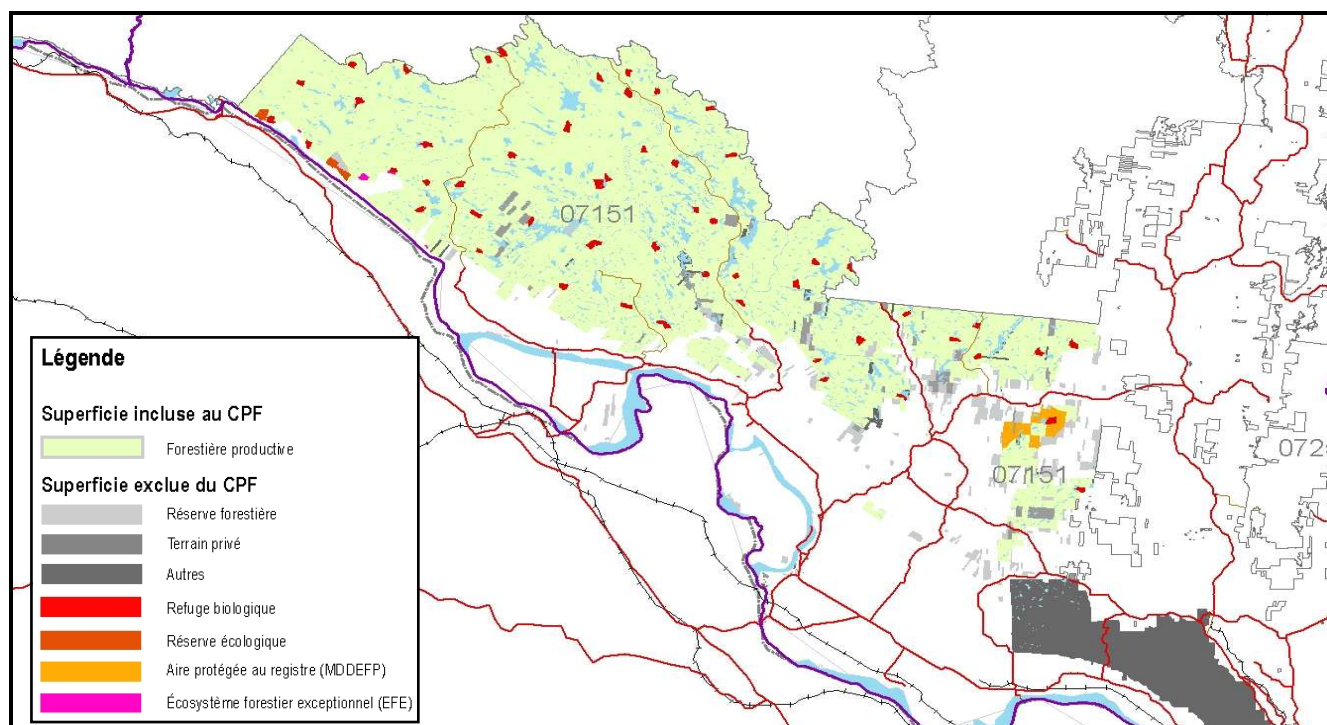 07151
07151
072
Légende
Superficie incluse au CPF
Forestière productive
Superficie exclue du CPF
Réserve forestière
Terrain privé
Autres
Refuge biologique
Réserve écologique
Aire protégée au registre (MDDEFP)
Écosystème forestier exceptionnel (EFE)